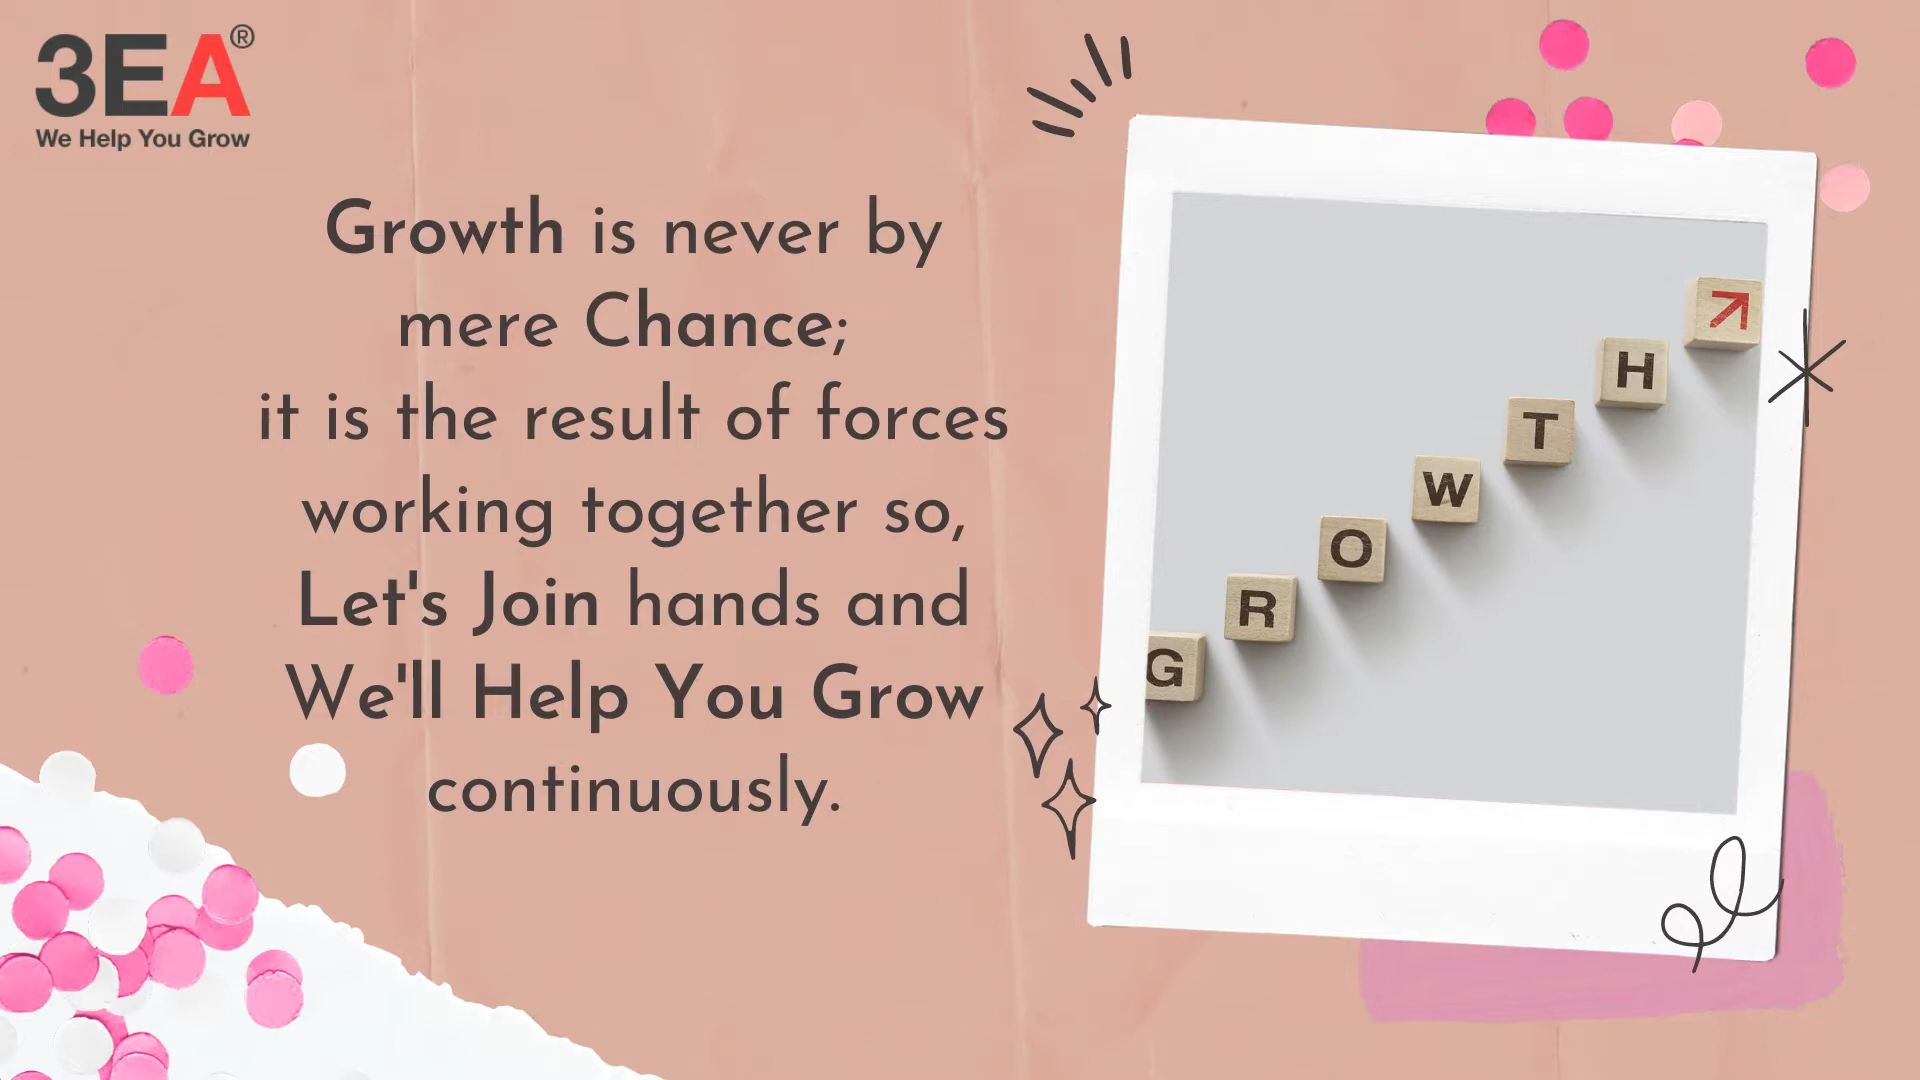 3EA®
We Help You Grow
Growth is never by
mere Chance;
it is the result of forces
working together so,
Let's Join hands and
We'll Help You Grow
continuously.
GROWTH